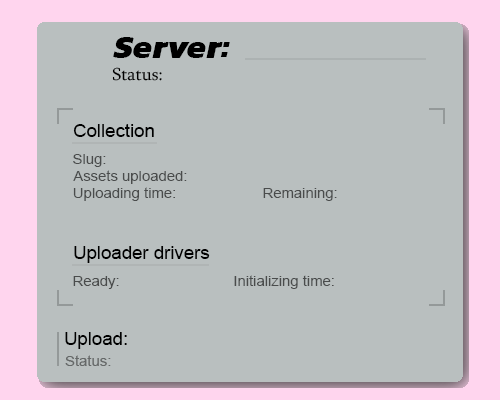 Server:
Status:
Collection
Slug:
Assets uploaded:
Uploading time: Remaining:
Uploader drivers
Ready: Initializing time:
Upload:
Status: